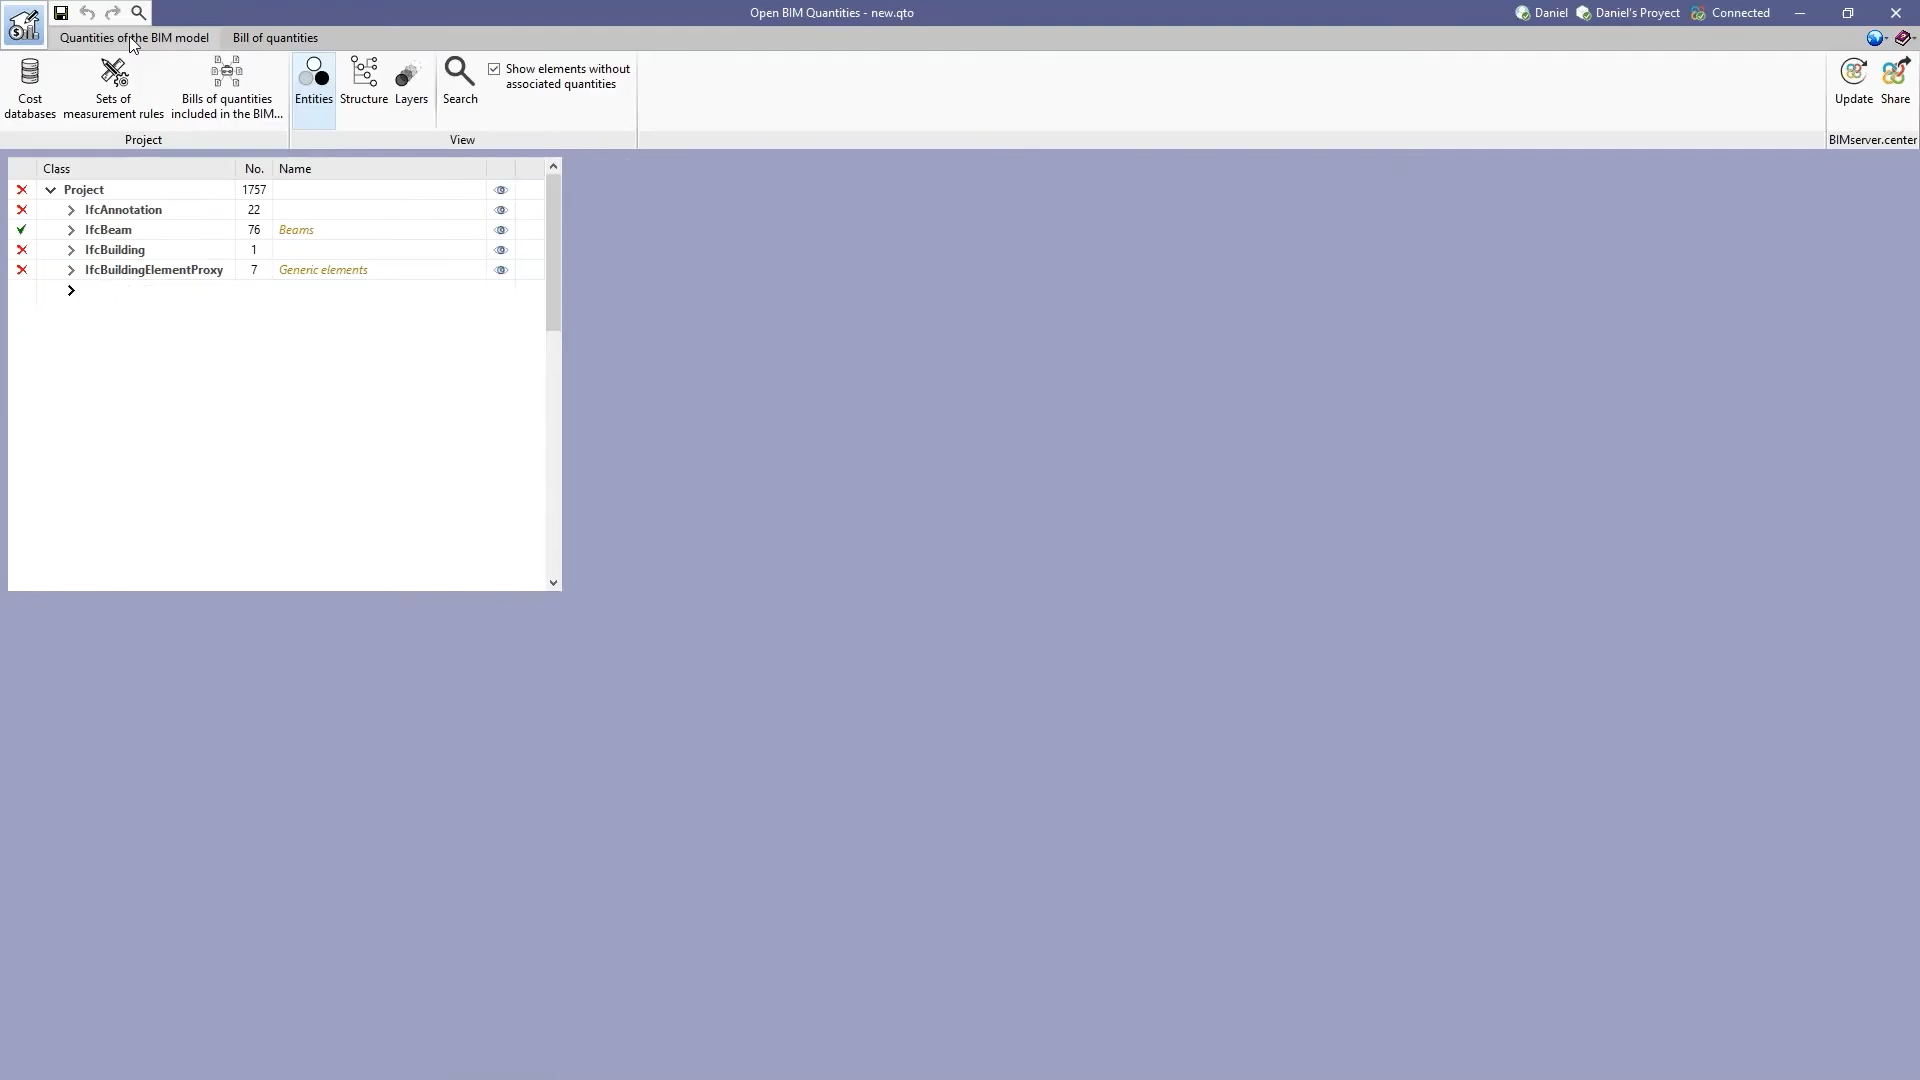 Open BIM Quantities - new.qto
Daniel
Daniel's Proyect
Connected
Quantities of the BIM model
Bill of quantities
Cost databases
Sets of measurement rules
Bills of quantities included in the BIM...
Project
Entities
Structure
Layers
Search
Show elements without associated quantities
View
Update
Share
BIMserver.center
Class No. Name
Project 1757
IfcAnnotation 22
IfcBeam 76 Beams
IfcBuilding 1
IfcBuildingElementProxy 7 Generic elements